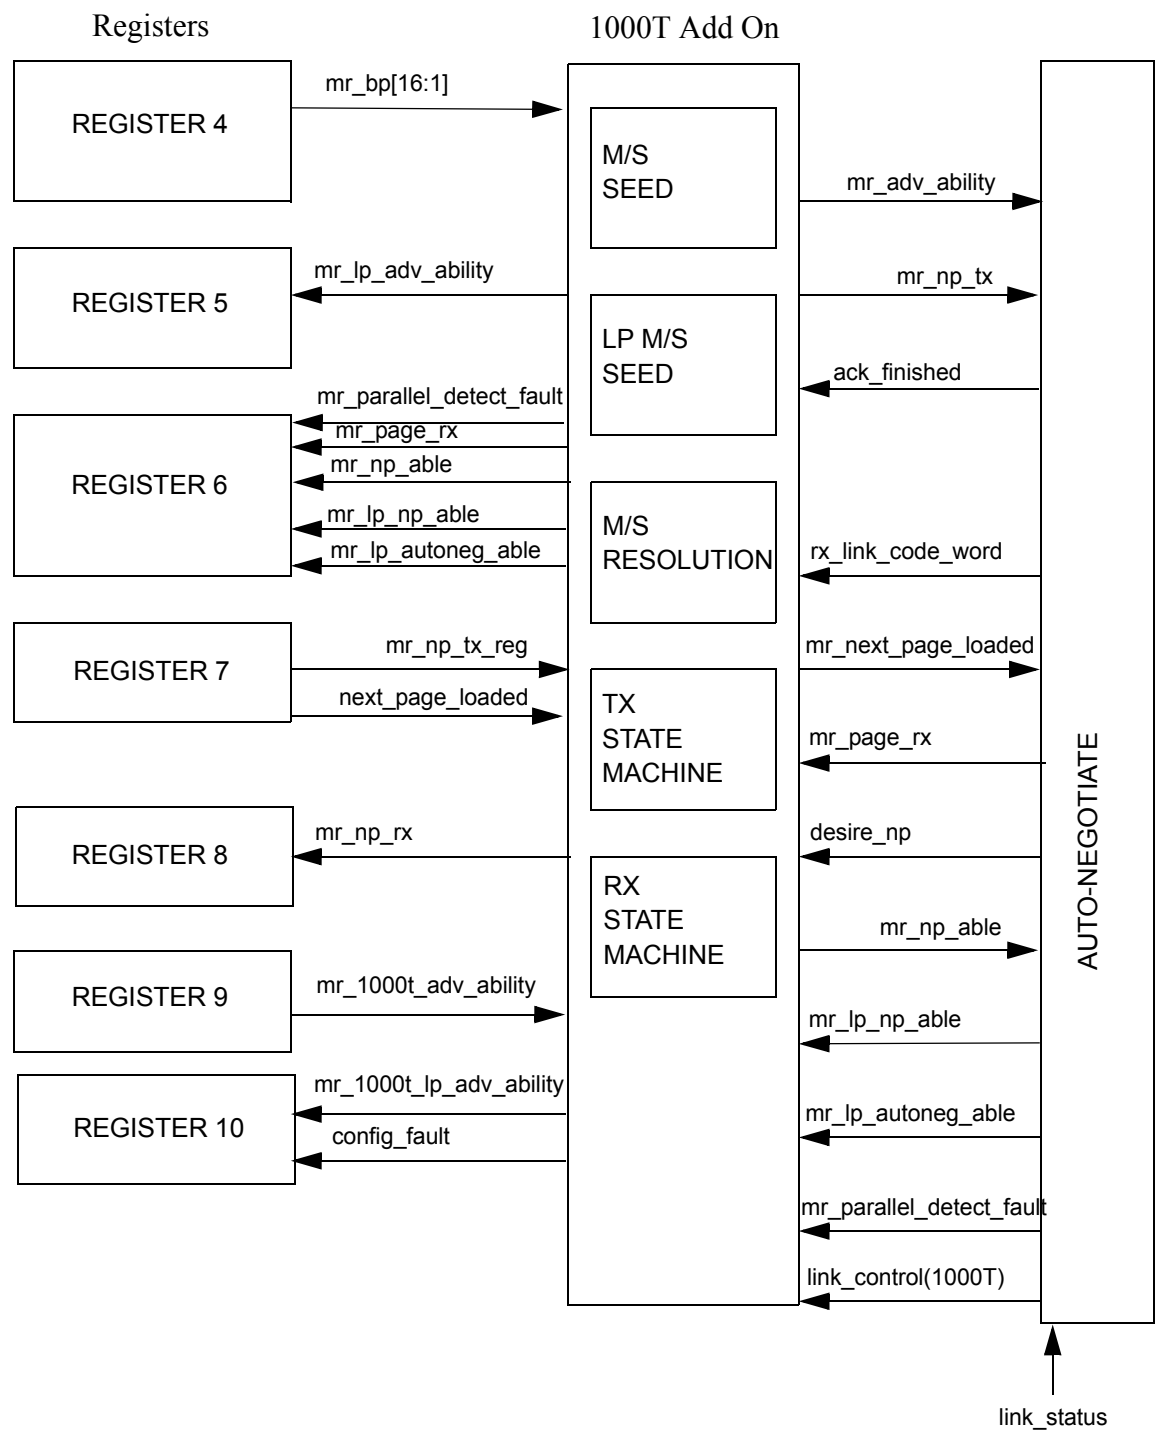 Registers
1000T Add On
REGISTER 4
mr_bp[16:1]
M/S
SEED
mr_adv_ability
REGISTER 5
mr_lp_adv_ability
mr_np_tx
LP M/S
SEED
ack_finished
REGISTER 6
mr_parallel_detect_fault
mr_page_rx
mr_np_able
mr_lp_np_able
mr_lp_autoneg_able
M/S
RESOLUTION
rx_link_code_word
REGISTER 7
mr_np_tx_reg
next_page_loaded
mr_next_page_loaded
TX
STATE
MACHINE
mr_page_rx
REGISTER 8
mr_np_rx
desire_np
RX
STATE
MACHINE
mr_np_able
REGISTER 9
mr_1000t_adv_ability
mr_lp_np_able
REGISTER 10
mr_1000t_lp_adv_ability
config_fault
mr_lp_autoneg_able
mr_parallel_detect_fault
link_control(1000T)
AUTO-NEGOTIATE
link_status